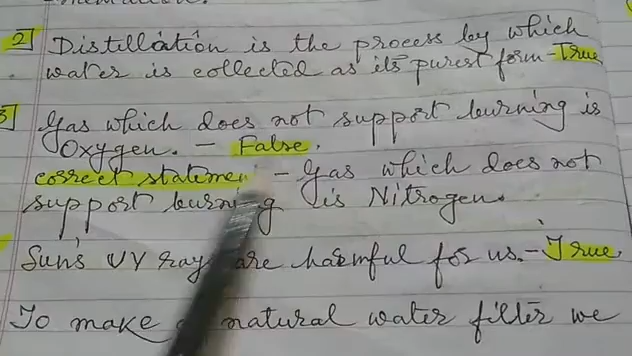 2] Distillation is the process by which
water is collected as its purest form - True
3] Gas which does not support burning is
Oxygen. - False.
correct statemen - Gas which does not
support burning is Nitrogen.
Sun's UV rays are harmful for us. - True.
To make natural water filter we